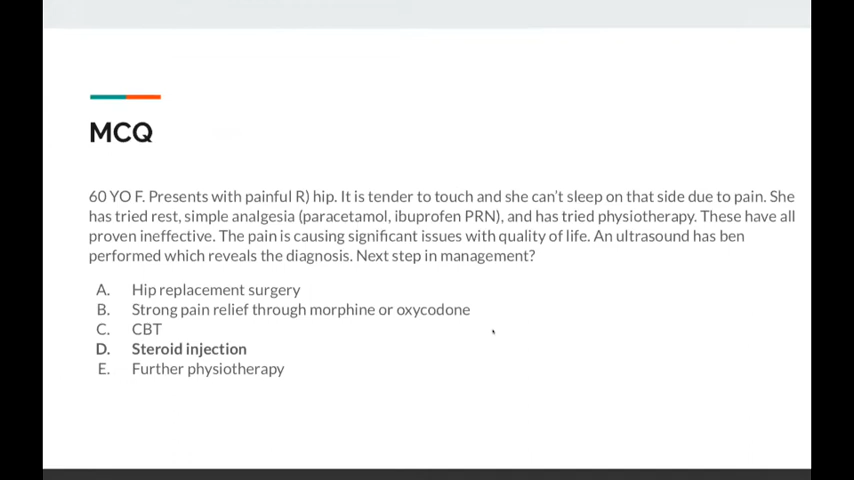 MCQ
60 YO F. Presents with painful R) hip. It is tender to touch and she can't sleep on that side due to pain. She
has tried rest, simple analgesia (paracetamol, ibuprofen PRN), and has tried physiotherapy. These have all
proven ineffective. The pain is causing significant issues with quality of life. An ultrasound has ben
performed which reveals the diagnosis. Next step in management?
A. Hip replacement surgery
B. Strong pain relief through morphine or oxycodone
C. CBT
D. Steroid injection
E. Further physiotherapy